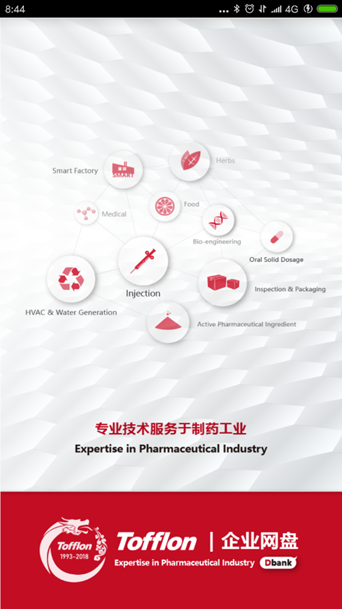 8:44
4G
Herbs
Smart Factory
Food
Medical
Bio-engineering
Oral Solid Dosage
Injection
Inspection & Packaging
HVAC & Water Generation
Active Pharmaceutical Ingredient
专业技术服务于制药工业
Expertise in Pharmaceutical Industry
Tofflon
1993-2018
Tofflon | 企业网盘
Expertise in Pharmaceutical Industry Dbank